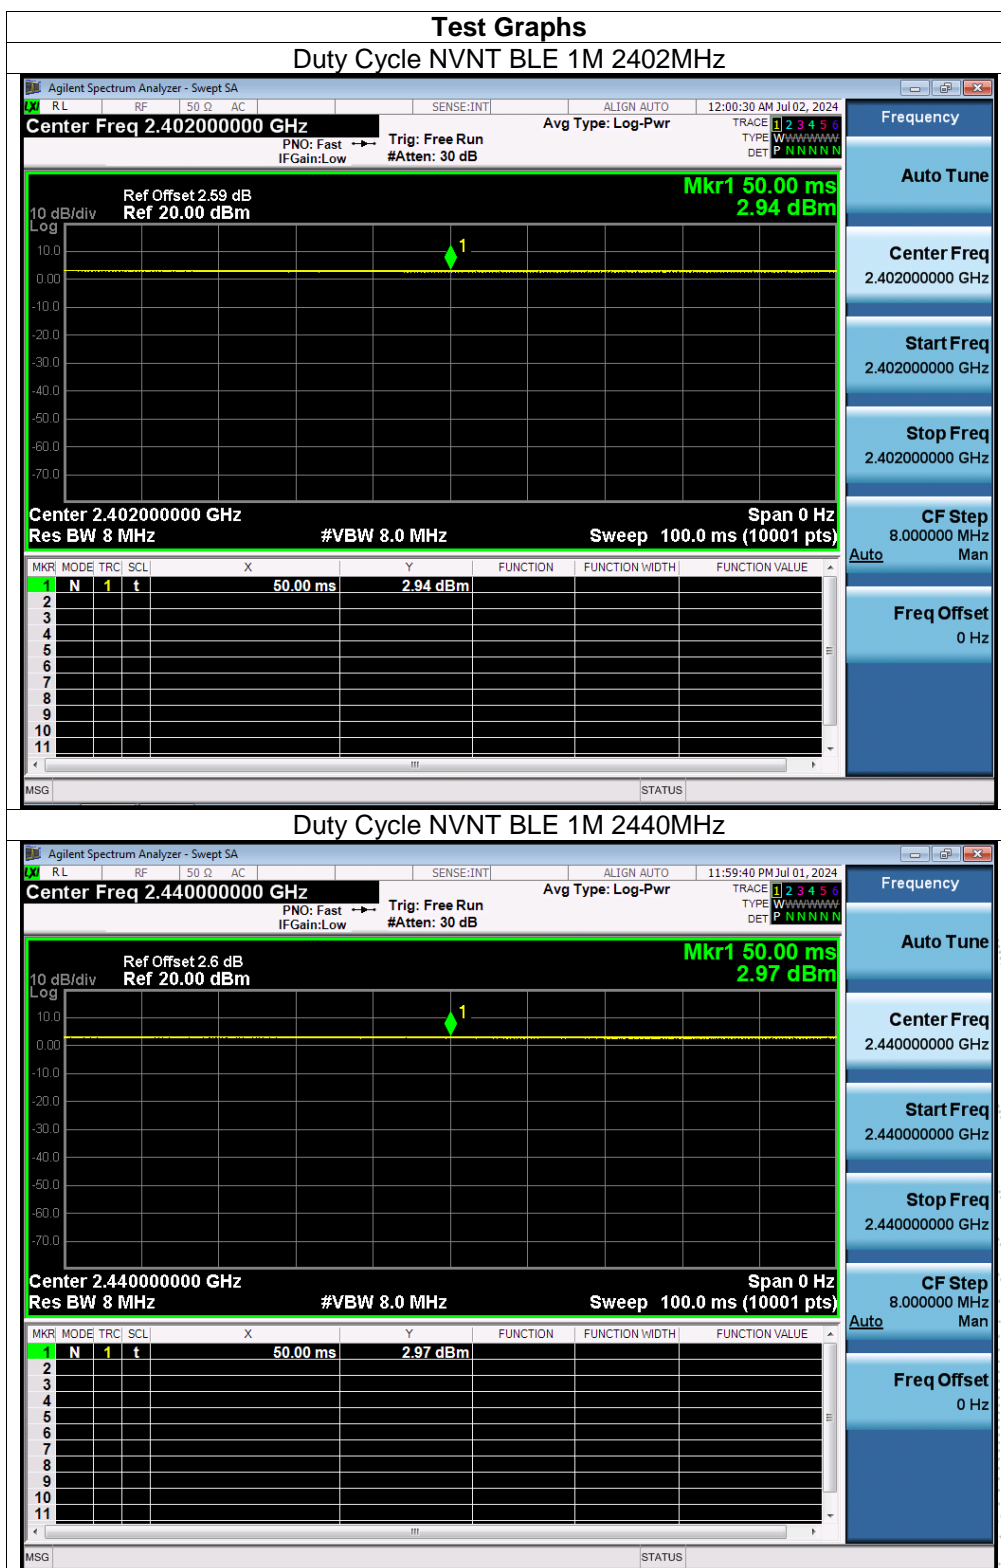 Test Graphs
Duty Cycle NVNT BLE 1M 2402MHz
Agilent Spectrum Analyzer - Swept SA
LXI RL RF 50 Ω AC SENSE:INT ALIGN AUTO 12:00:30 AM Jul 02, 2024
Center Freq 2.402000000 GHz Avg Type: Log-Pwr TRACE 1 2 3 4 5 6
PNO: Fast Trig: Free Run TYPE WWWWWW
IFGain:Low #Atten: 30 dB DET P N N N N N
Frequency
Mkr1 50.00 ms
2.94 dBm
Ref Offset 2.59 dB
10 dB/div Ref 20.00 dBm
Log
1
10.0
0.00
-10.0
-20.0
-30.0
-40.0
-50.0
-60.0
-70.0
Center 2.402000000 GHz Span 0 Hz
Res BW 8 MHz #VBW 8.0 MHz Sweep 100.0 ms (10001 pts)
MKR MODE TRC SCL X Y FUNCTION FUNCTION WIDTH FUNCTION VALUE
1 N 1 t 50.00 ms 2.94 dBm
2
3
4
5
6
7
8
9
10
11
MSG STATUS
Auto Tune
Center Freq
2.402000000 GHz
Start Freq
2.402000000 GHz
Stop Freq
2.402000000 GHz
CF Step
8.000000 MHz
Auto Man
Freq Offset
0 Hz
Duty Cycle NVNT BLE 1M 2440MHz
Agilent Spectrum Analyzer - Swept SA
LXI RL RF 50 Ω AC SENSE:INT ALIGN AUTO 11:59:40 PM Jul 01, 2024
Center Freq 2.440000000 GHz Avg Type: Log-Pwr TRACE 1 2 3 4 5 6
PNO: Fast Trig: Free Run TYPE WWWWWW
IFGain:Low #Atten: 30 dB DET P N N N N N
Frequency
Mkr1 50.00 ms
2.97 dBm
Ref Offset 2.6 dB
10 dB/div Ref 20.00 dBm
Log
1
10.0
0.00
-10.0
-20.0
-30.0
-40.0
-50.0
-60.0
-70.0
Center 2.440000000 GHz Span 0 Hz
Res BW 8 MHz #VBW 8.0 MHz Sweep 100.0 ms (10001 pts)
MKR MODE TRC SCL X Y FUNCTION FUNCTION WIDTH FUNCTION VALUE
1 N 1 t 50.00 ms 2.97 dBm
2
3
4
5
6
7
8
9
10
11
MSG STATUS
Auto Tune
Center Freq
2.440000000 GHz
Start Freq
2.440000000 GHz
Stop Freq
2.440000000 GHz
CF Step
8.000000 MHz
Auto Man
Freq Offset
0 Hz